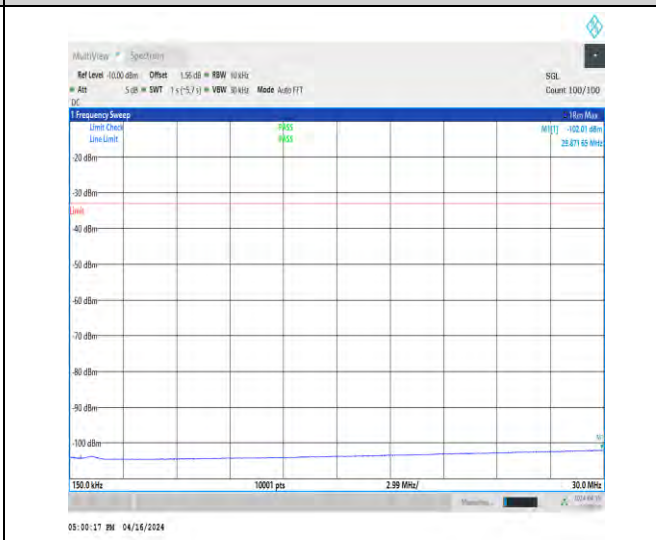 MultiView Spectrum
Ref Level -10.00 dBm Offset 1.56 dB RBW 10 kHz SGL
Att 5 dB SWT 1 s (~5.7 s) VBW 30 kHz Mode Auto FFT Count 100/100
DC
1 Frequency Sweep 1Rm Max
Limit Check PASS M1[1] -102.01 dBm
Line Limit PASS 29.871 65 MHz
-20 dBm
-30 dBm
Limit
-40 dBm
-50 dBm
-60 dBm
-70 dBm
-80 dBm
-90 dBm
M1
-100 dBm
150.0 kHz 10001 pts 2.99 MHz/ 30.0 MHz
05:00:17 PM 04/16/2024